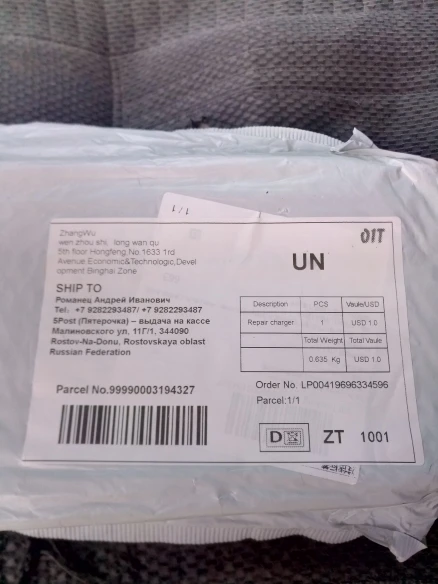 1 / 1
ZhangWu
wen zhou shi, long wan qu
5th floor Hongfeng No.1633 1rd
Avenue Economic&Technologic,Devel
opment Binghai Zone
SHIP TO
Романец Андрей Иванович
Tel: +7 9282293487/ +7 9282293487
5Post (Пятерочка) – выдача на кассе
Малиновского ул, 11Г/1, 344090
Rostov-Na-Donu, Rostovskaya oblast
Russian Federation
Parcel No.99990003194327
OIT
UN
Description PCS Vaule/USD
Repair charger 1 USD 1.0
Total Weight Total Vaule
0.635 Kg USD 1.0
Order No. LP00419696334596
Parcel:1/1
D ZT 1001